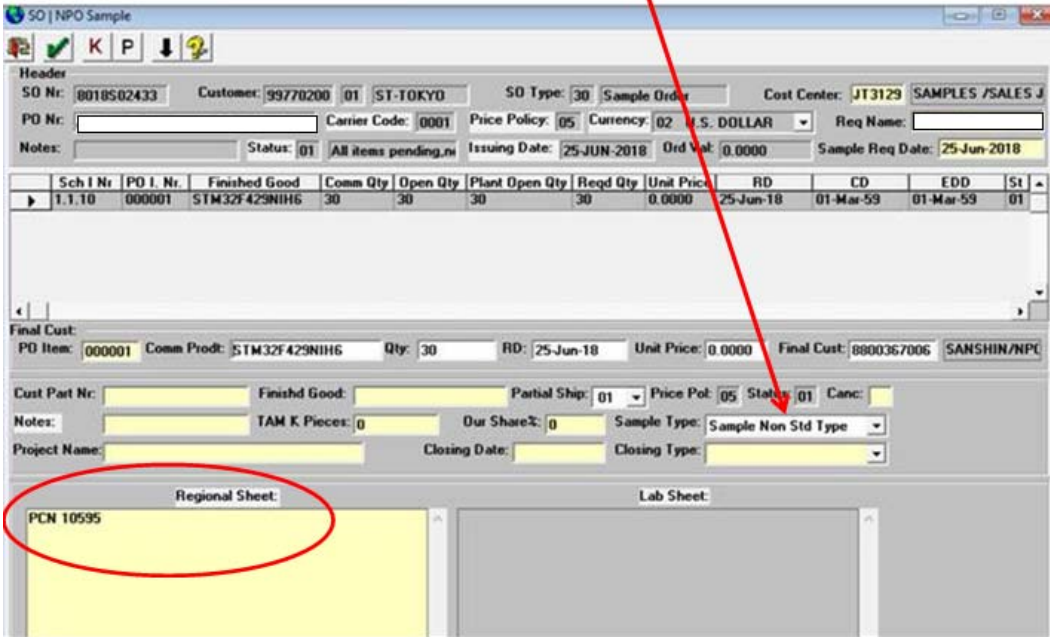 SO | NPO Sample
K P
Header
SO Nr: 8018S02433 Customer: 99770200 01 ST-TOKYO SO Type: 30 Sample Order Cost Center: JT3129 SAMPLES /SALES J
PO Nr: Carrier Code: 0001 Price Policy: 05 Currency: 02 U.S. DOLLAR Req Name:
Notes: Status: 01 All items pending,no Issuing Date: 25-JUN-2018 Ord Val: 0.0000 Sample Req Date: 25-Jun-2018
Sch I Nr PO I. Nr. Finished Good Comm Qty Open Qty Plant Open Qty Reqd Qty Unit Price RD CD EDD St
1.1.10 000001 STM32F429NIH6 30 30 30 30 0.0000 25-Jun-18 01-Mar-59 01-Mar-59 01
Final Cust:
PO Item: 000001 Comm Prodt: STM32F429NIH6 Qty: 30 RD: 25-Jun-18 Unit Price: 0.0000 Final Cust: 8800367006 SANSHIN/NPC
Cust Part Nr: Finishd Good: Partial Ship: 01 Price Pol: 05 Status: 01 Canc:
Notes: TAM K Pieces: 0 Our Share%: 0 Sample Type: Sample Non Std Type
Project Name: Closing Date: Closing Type:
Regional Sheet: Lab Sheet:
PCN 10595